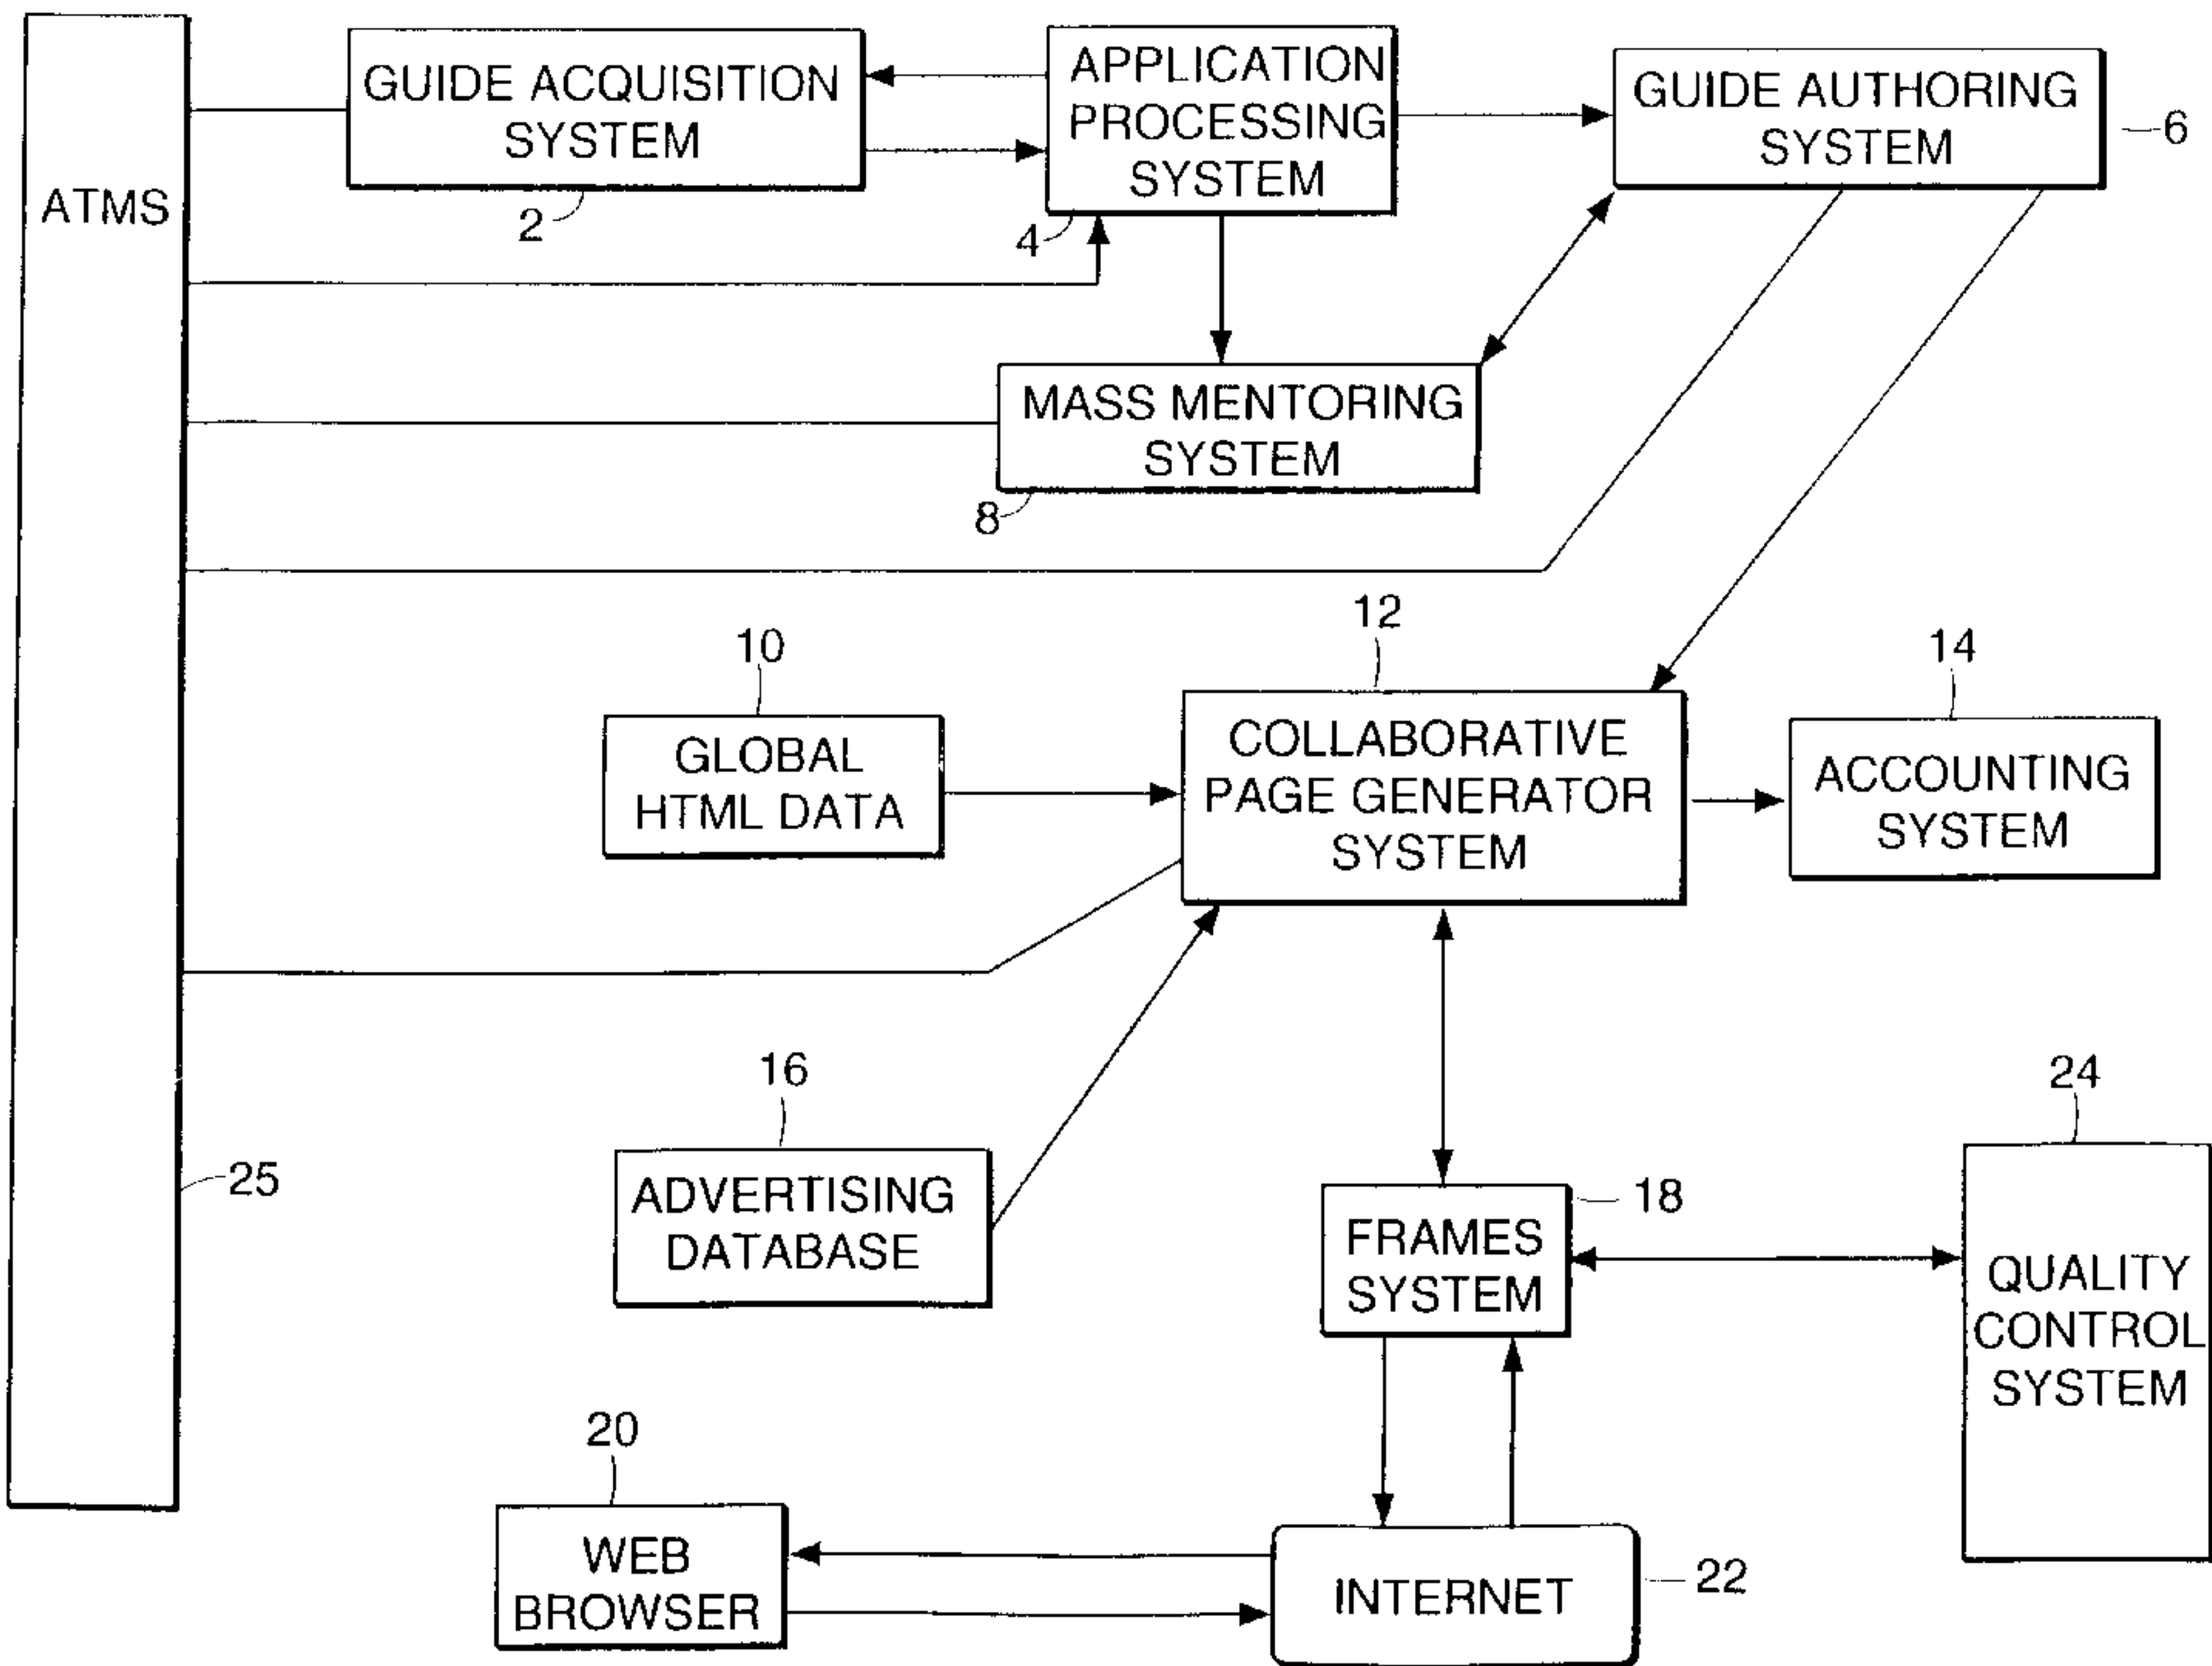 ATMS
25
GUIDE ACQUISITION
SYSTEM
2
APPLICATION
PROCESSING
SYSTEM
4
GUIDE AUTHORING
SYSTEM
6
MASS MENTORING
SYSTEM
8
10
GLOBAL
HTML DATA
12
COLLABORATIVE
PAGE GENERATOR
SYSTEM
14
ACCOUNTING
SYSTEM
16
ADVERTISING
DATABASE
18
FRAMES
SYSTEM
24
QUALITY
CONTROL
SYSTEM
20
WEB
BROWSER
INTERNET
22